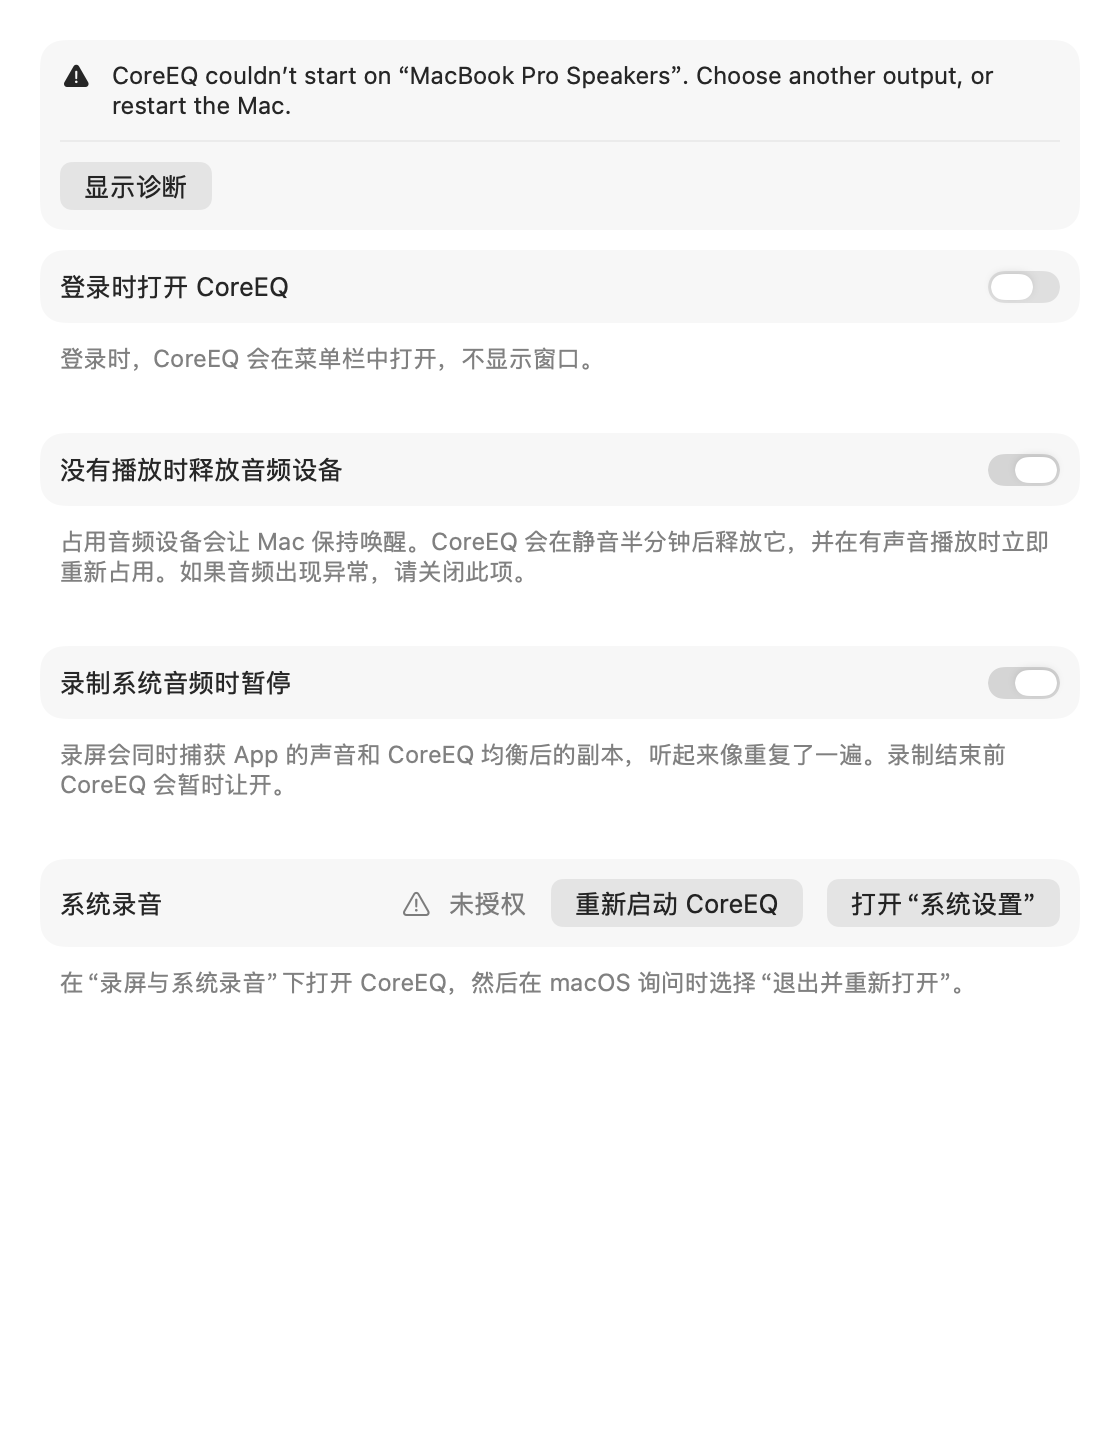 CoreEQ couldn’t start on “MacBook Pro Speakers”. Choose another output, or
restart the Mac.
显示诊断
登录时打开 CoreEQ
登录时，CoreEQ 会在菜单栏中打开，不显示窗口。
没有播放时释放音频设备
占用音频设备会让 Mac 保持唤醒。CoreEQ 会在静音半分钟后释放它，并在有声音播放时立即
重新占用。如果音频出现异常，请关闭此项。
录制系统音频时暂停
录屏会同时捕获 App 的声音和 CoreEQ 均衡后的副本，听起来像重复了一遍。录制结束前
CoreEQ 会暂时让开。
系统录音 未授权 重新启动 CoreEQ 打开“系统设置”
在“录屏与系统录音”下打开 CoreEQ，然后在 macOS 询问时选择“退出并重新打开”。